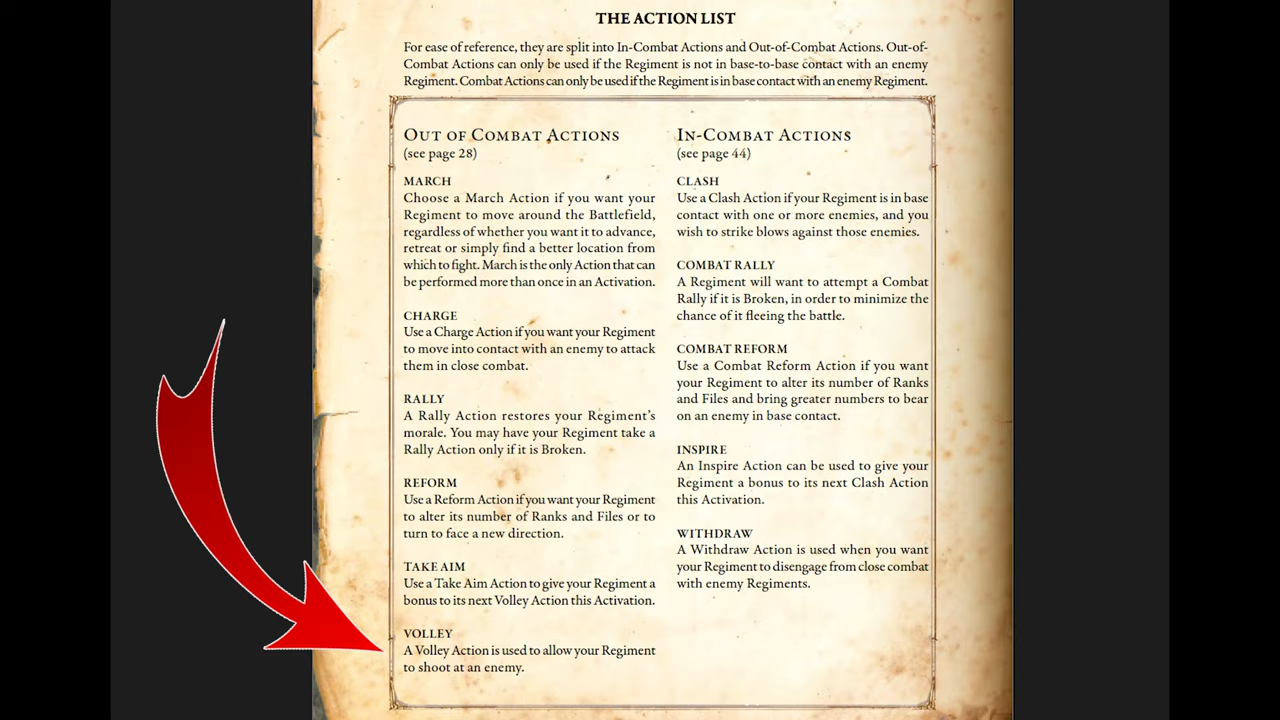 THE ACTION LIST
For ease of reference, they are split into In-Combat Actions and Out-of-Combat Actions. Out-of-
Combat Actions can only be used if the Regiment is not in base-to-base contact with an enemy
Regiment. Combat Actions can only be used if the Regiment is in base contact with an enemy Regiment.
OUT OF COMBAT ACTIONS
(see page 28)
MARCH
Choose a March Action if you want your
Regiment to move around the Battlefield,
regardless of whether you want it to advance,
retreat or simply find a better location from
which to fight. March is the only Action that can
be performed more than once in an Activation.
CHARGE
Use a Charge Action if you want your Regiment
to move into contact with an enemy to attack
them in close combat.
RALLY
A Rally Action restores your Regiment's
morale. You may have your Regiment take a
Rally Action only if it is Broken.
REFORM
Use a Reform Action if you want your Regiment
to alter its number of Ranks and Files or to
turn to face a new direction.
TAKE AIM
Use a Take Aim Action to give your Regiment a
bonus to its next Volley Action this Activation.
VOLLEY
A Volley Action is used to allow your Regiment
to shoot at an enemy.
IN-COMBAT ACTIONS
(see page 44)
CLASH
Use a Clash Action if your Regiment is in base
contact with one or more enemies, and you
wish to strike blows against those enemies.
COMBAT RALLY
A Regiment will want to attempt a Combat
Rally if it is Broken, in order to minimize the
chance of it fleeing the battle.
COMBAT REFORM
Use a Combat Reform Action if you want
your Regiment to alter its number of Ranks
and Files and bring greater numbers to bear
on an enemy in base contact.
INSPIRE
An Inspire Action can be used to give your
Regiment a bonus to its next Clash Action
this Activation.
WITHDRAW
A Withdraw Action is used when you want
your Regiment to disengage from close combat
with enemy Regiments.